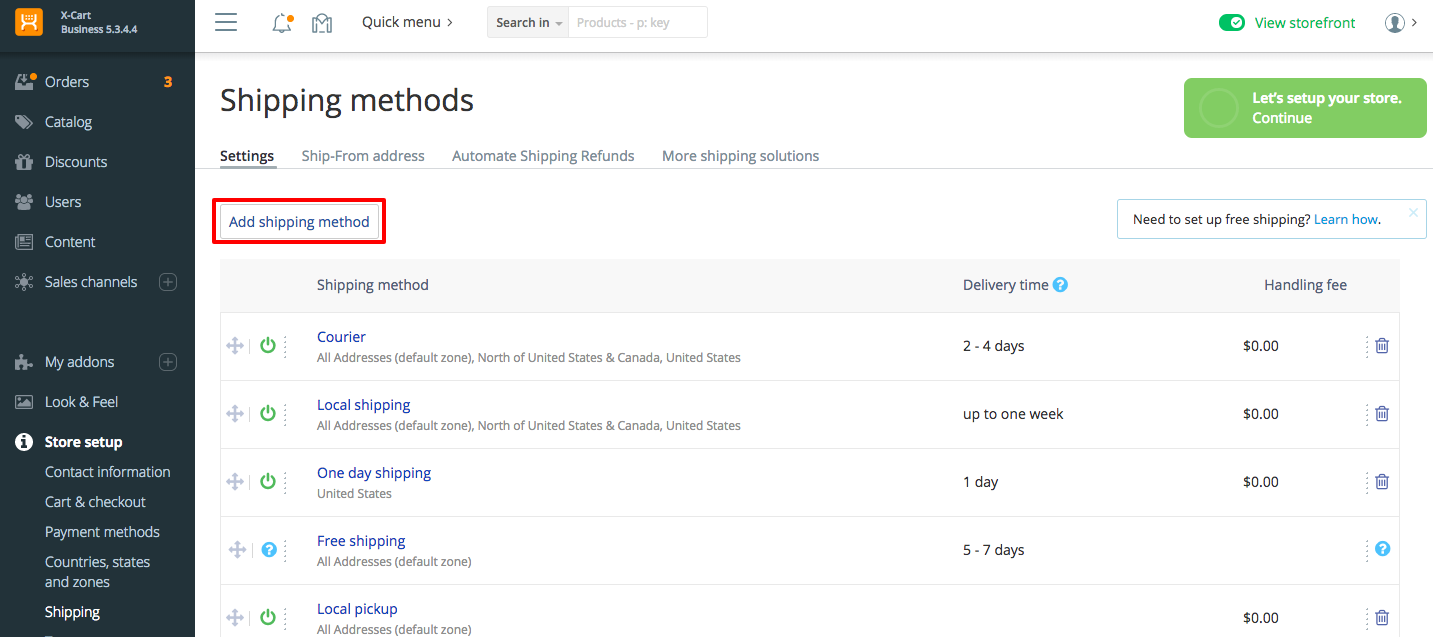 X-Cart
Business 5.3.4.4
Quick menu
Search in
Products - p: key
View storefront
Orders
3
Catalog
Discounts
Users
Content
Sales channels
My addons
Look & Feel
Store setup
Contact information
Cart & checkout
Payment methods
Countries, states
and zones
Shipping
Shipping methods
Let's setup your store.
Continue
Settings
Ship-From address
Automate Shipping Refunds
More shipping solutions
Add shipping method
Need to set up free shipping? Learn how.
Shipping method
Delivery time ?
Handling fee
Courier
All Addresses (default zone), North of United States & Canada, United States
2 - 4 days
$0.00
Local shipping
All Addresses (default zone), North of United States & Canada, United States
up to one week
$0.00
One day shipping
United States
1 day
$0.00
?
Free shipping
All Addresses (default zone)
5 - 7 days
?
Local pickup
All Addresses (default zone)
$0.00